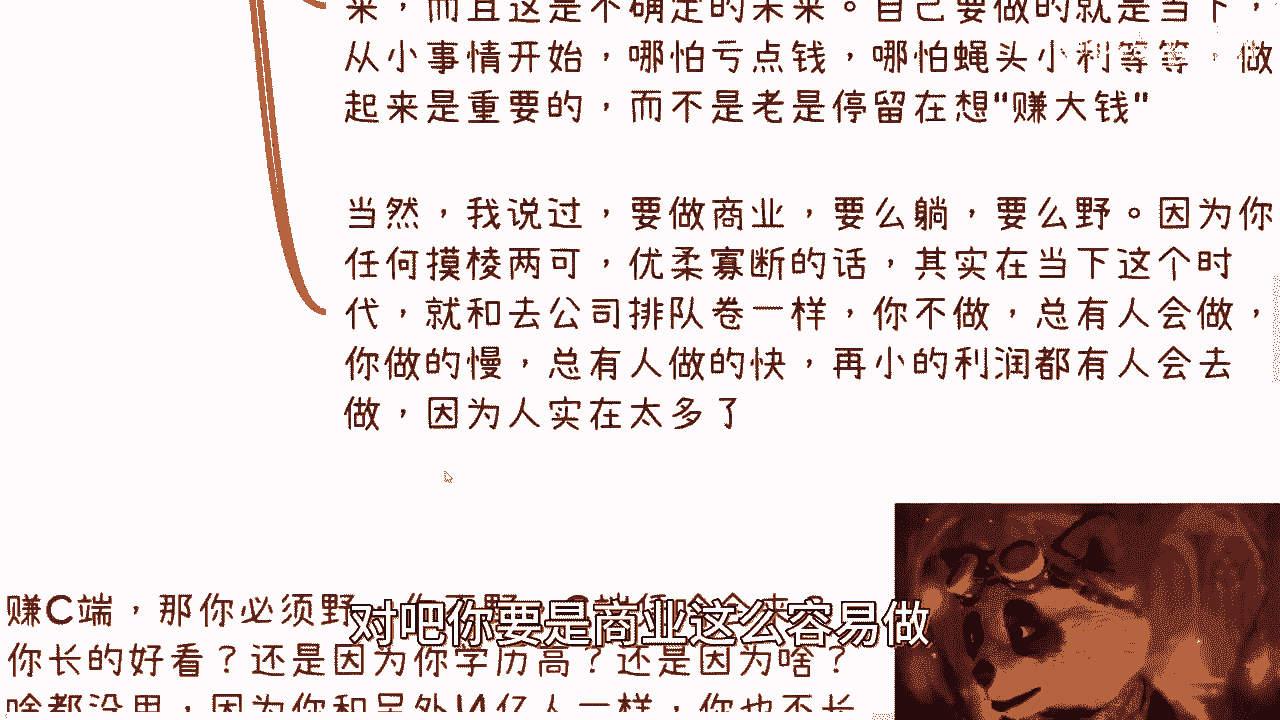 来，而且这是不确定的未来。自己要做的就是当下，
从小事情开始，哪怕亏点钱，哪怕蝇头小利等等，做
起来是重要的，而不是老是停留在想"赚大钱"
当然，我说过，要做商业，要么躺，要么野。因为你
任何摸棱两可，优柔寡断的话，其实在当下这个时
代，就和去公司排队卷一样，你不做，总有人会做，
你做的慢，总有人做的快，再小的利润都有人会去
做，因为人实在太多了
赚C端，那你必须野
对吧你要是商业这么容易做
你长的好看？还是因为你学历高？还是因为啥？
啥都没用，因为你和另外14亿人一样，你也不长